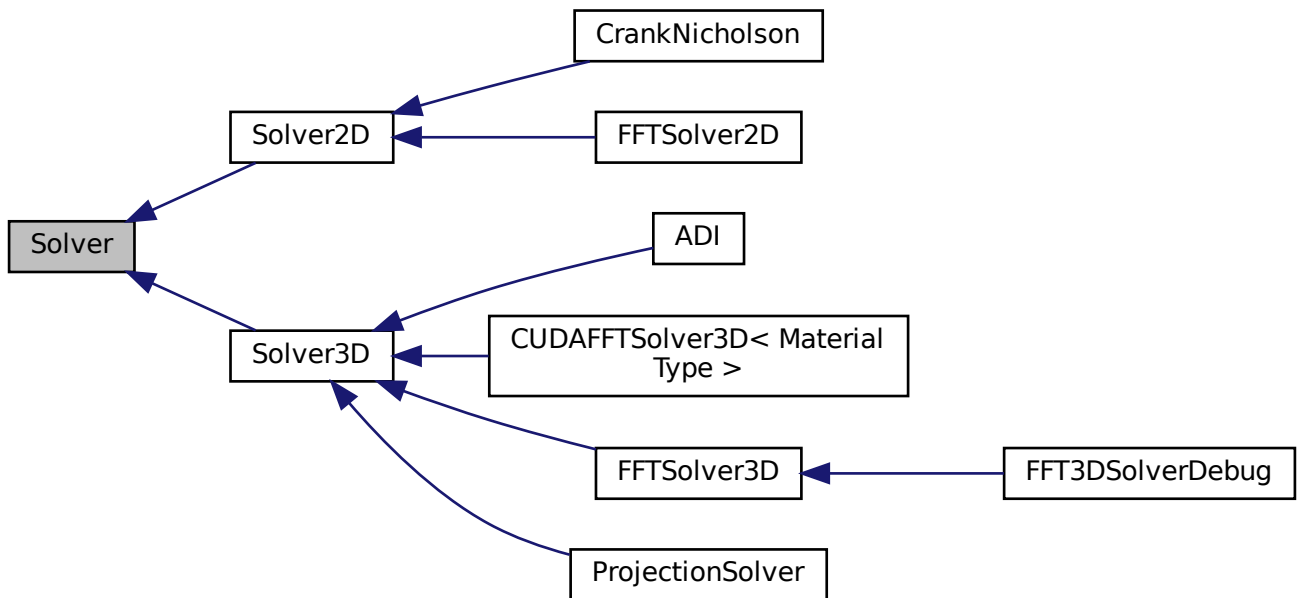 CrankNicholson
Solver2D
FFTSolver2D
Solver
ADI
CUDAFFTSolver3D< Material
Type >
Solver3D
FFTSolver3D
FFT3DSolverDebug
ProjectionSolver